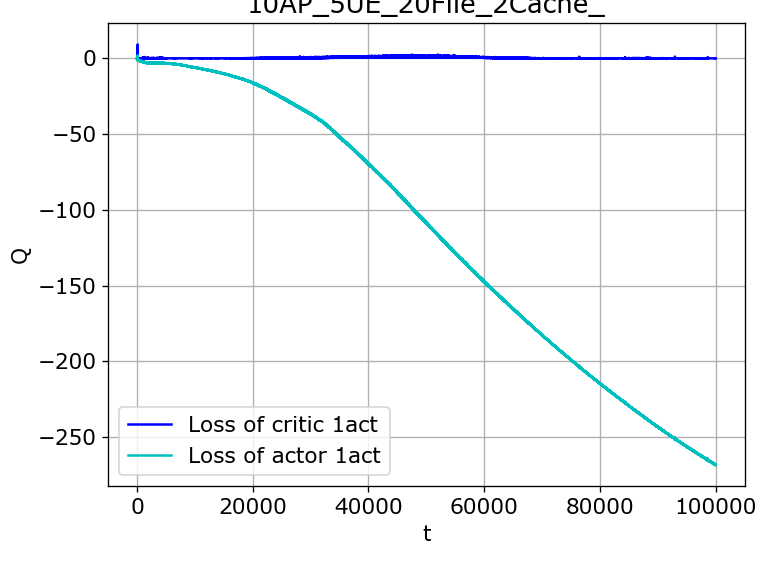 10AP_5UE_20File_2Cache_
0
−50
−100
−150
−200
−250
Q
Loss of critic 1act
Loss of actor 1act
0 20000 40000 60000 80000 100000
t